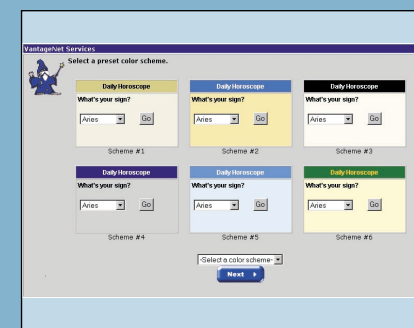 VantageNet Services
Select a preset color scheme.
Daily Horoscope
What's your sign?
Aries
Go
Scheme #1
Daily Horoscope
What's your sign?
Aries
Go
Scheme #2
Daily Horoscope
What's your sign?
Aries
Go
Scheme #3
Daily Horoscope
What's your sign?
Aries
Go
Scheme #4
Daily Horoscope
What's your sign?
Aries
Go
Scheme #5
Daily Horoscope
What's your sign?
Aries
Go
Scheme #6
-Select a color scheme-
Next